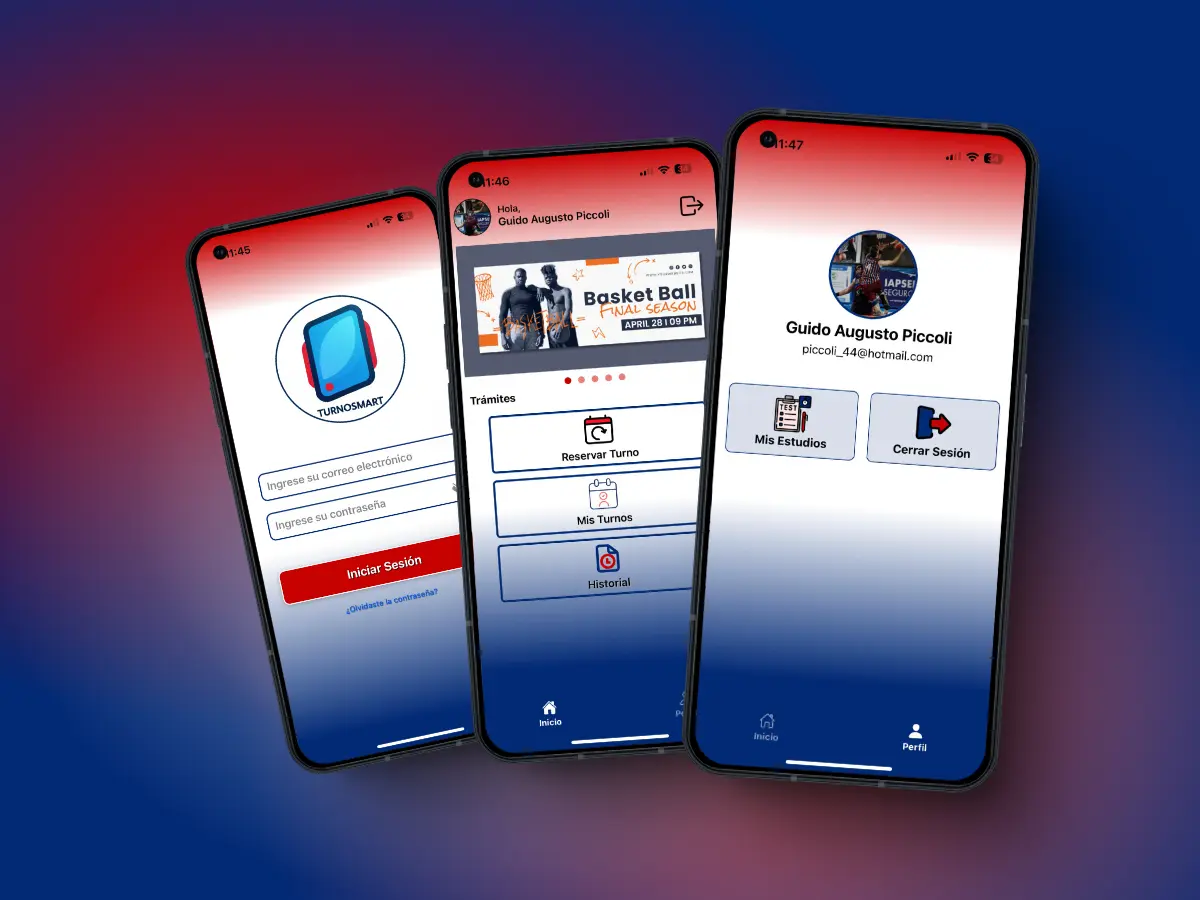 11:45
TURNOSMART
Ingrese su correo electrónico
Ingrese su contraseña
Iniciar Sesión
¿Olvidaste la contraseña?
11:46
Hola,
Guido Augusto Piccoli
Basket Ball
FINAL SEASON
APRIL 28 | 09 PM
BASKETBALL
Trámites
Reservar Turno
Mis Turnos
Historial
Inicio
11:47
IAPSE
SEGURO
Guido Augusto Piccoli
piccoli_44@hotmail.com
TEST
Mis Estudios
Cerrar Sesión
Inicio
Perfil